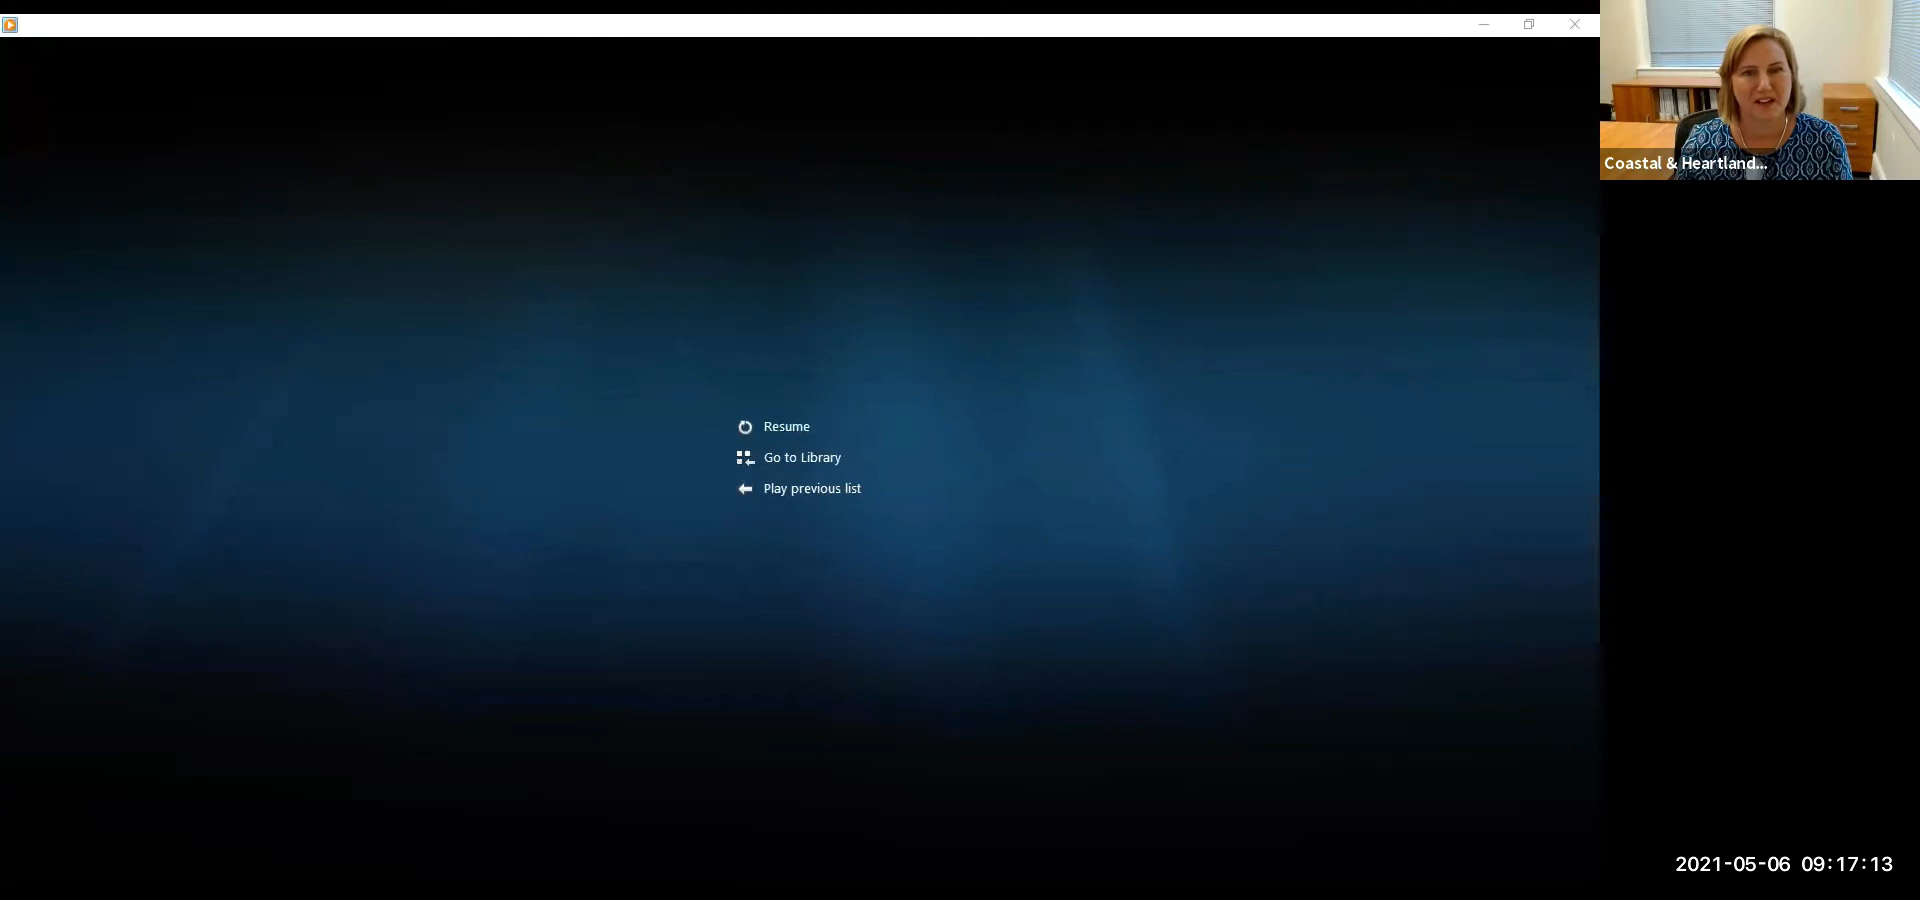 Coastal & Heartland...
Resume
Go to Library
Play previous list
2021-05-06 09:17:13